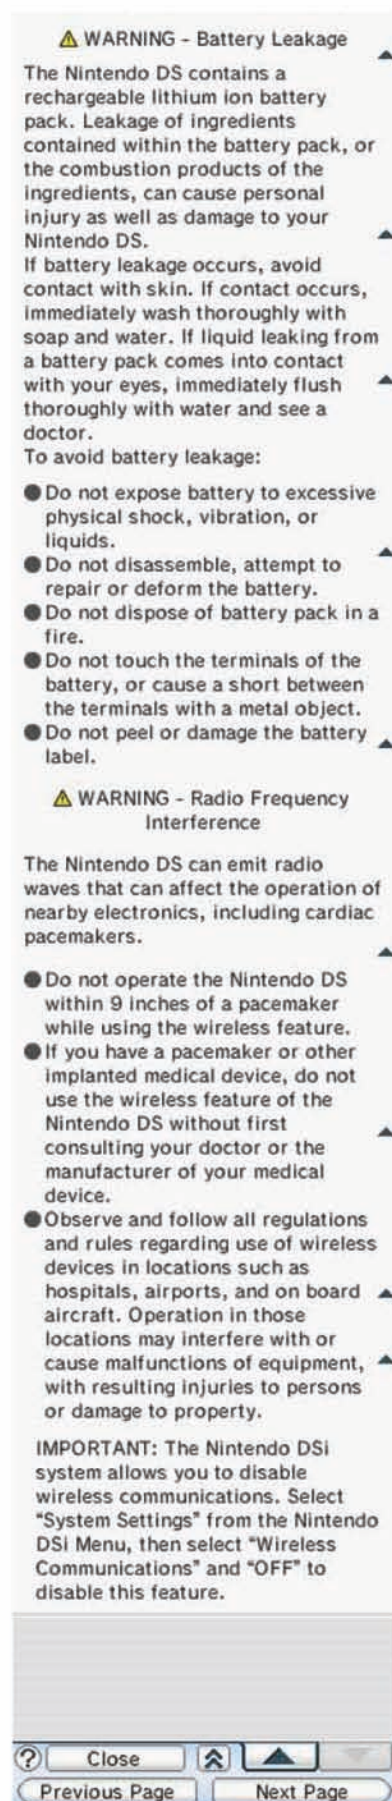 ⚠ WARNING - Battery Leakage
The Nintendo DS contains a
rechargeable lithium ion battery
pack. Leakage of ingredients
contained within the battery pack, or
the combustion products of the
ingredients, can cause personal
injury as well as damage to your
Nintendo DS.
If battery leakage occurs, avoid
contact with skin. If contact occurs,
immediately wash thoroughly with
soap and water. If liquid leaking from
a battery pack comes into contact
with your eyes, immediately flush
thoroughly with water and see a
doctor.
To avoid battery leakage:
●Do not expose battery to excessive
physical shock, vibration, or
liquids.
●Do not disassemble, attempt to
repair or deform the battery.
●Do not dispose of battery pack in a
fire.
●Do not touch the terminals of the
battery, or cause a short between
the terminals with a metal object.
●Do not peel or damage the battery
label.
⚠ WARNING - Radio Frequency
Interference
The Nintendo DS can emit radio
waves that can affect the operation of
nearby electronics, including cardiac
pacemakers.
●Do not operate the Nintendo DS
within 9 inches of a pacemaker
while using the wireless feature.
●If you have a pacemaker or other
implanted medical device, do not
use the wireless feature of the
Nintendo DS without first
consulting your doctor or the
manufacturer of your medical
device.
●Observe and follow all regulations
and rules regarding use of wireless
devices in locations such as
hospitals, airports, and on board
aircraft. Operation in those
locations may interfere with or
cause malfunctions of equipment,
with resulting injuries to persons
or damage to property.
IMPORTANT: The Nintendo DSi
system allows you to disable
wireless communications. Select
“System Settings” from the Nintendo
DSi Menu, then select “Wireless
Communications” and “OFF” to
disable this feature.
? Close
Previous Page Next Page